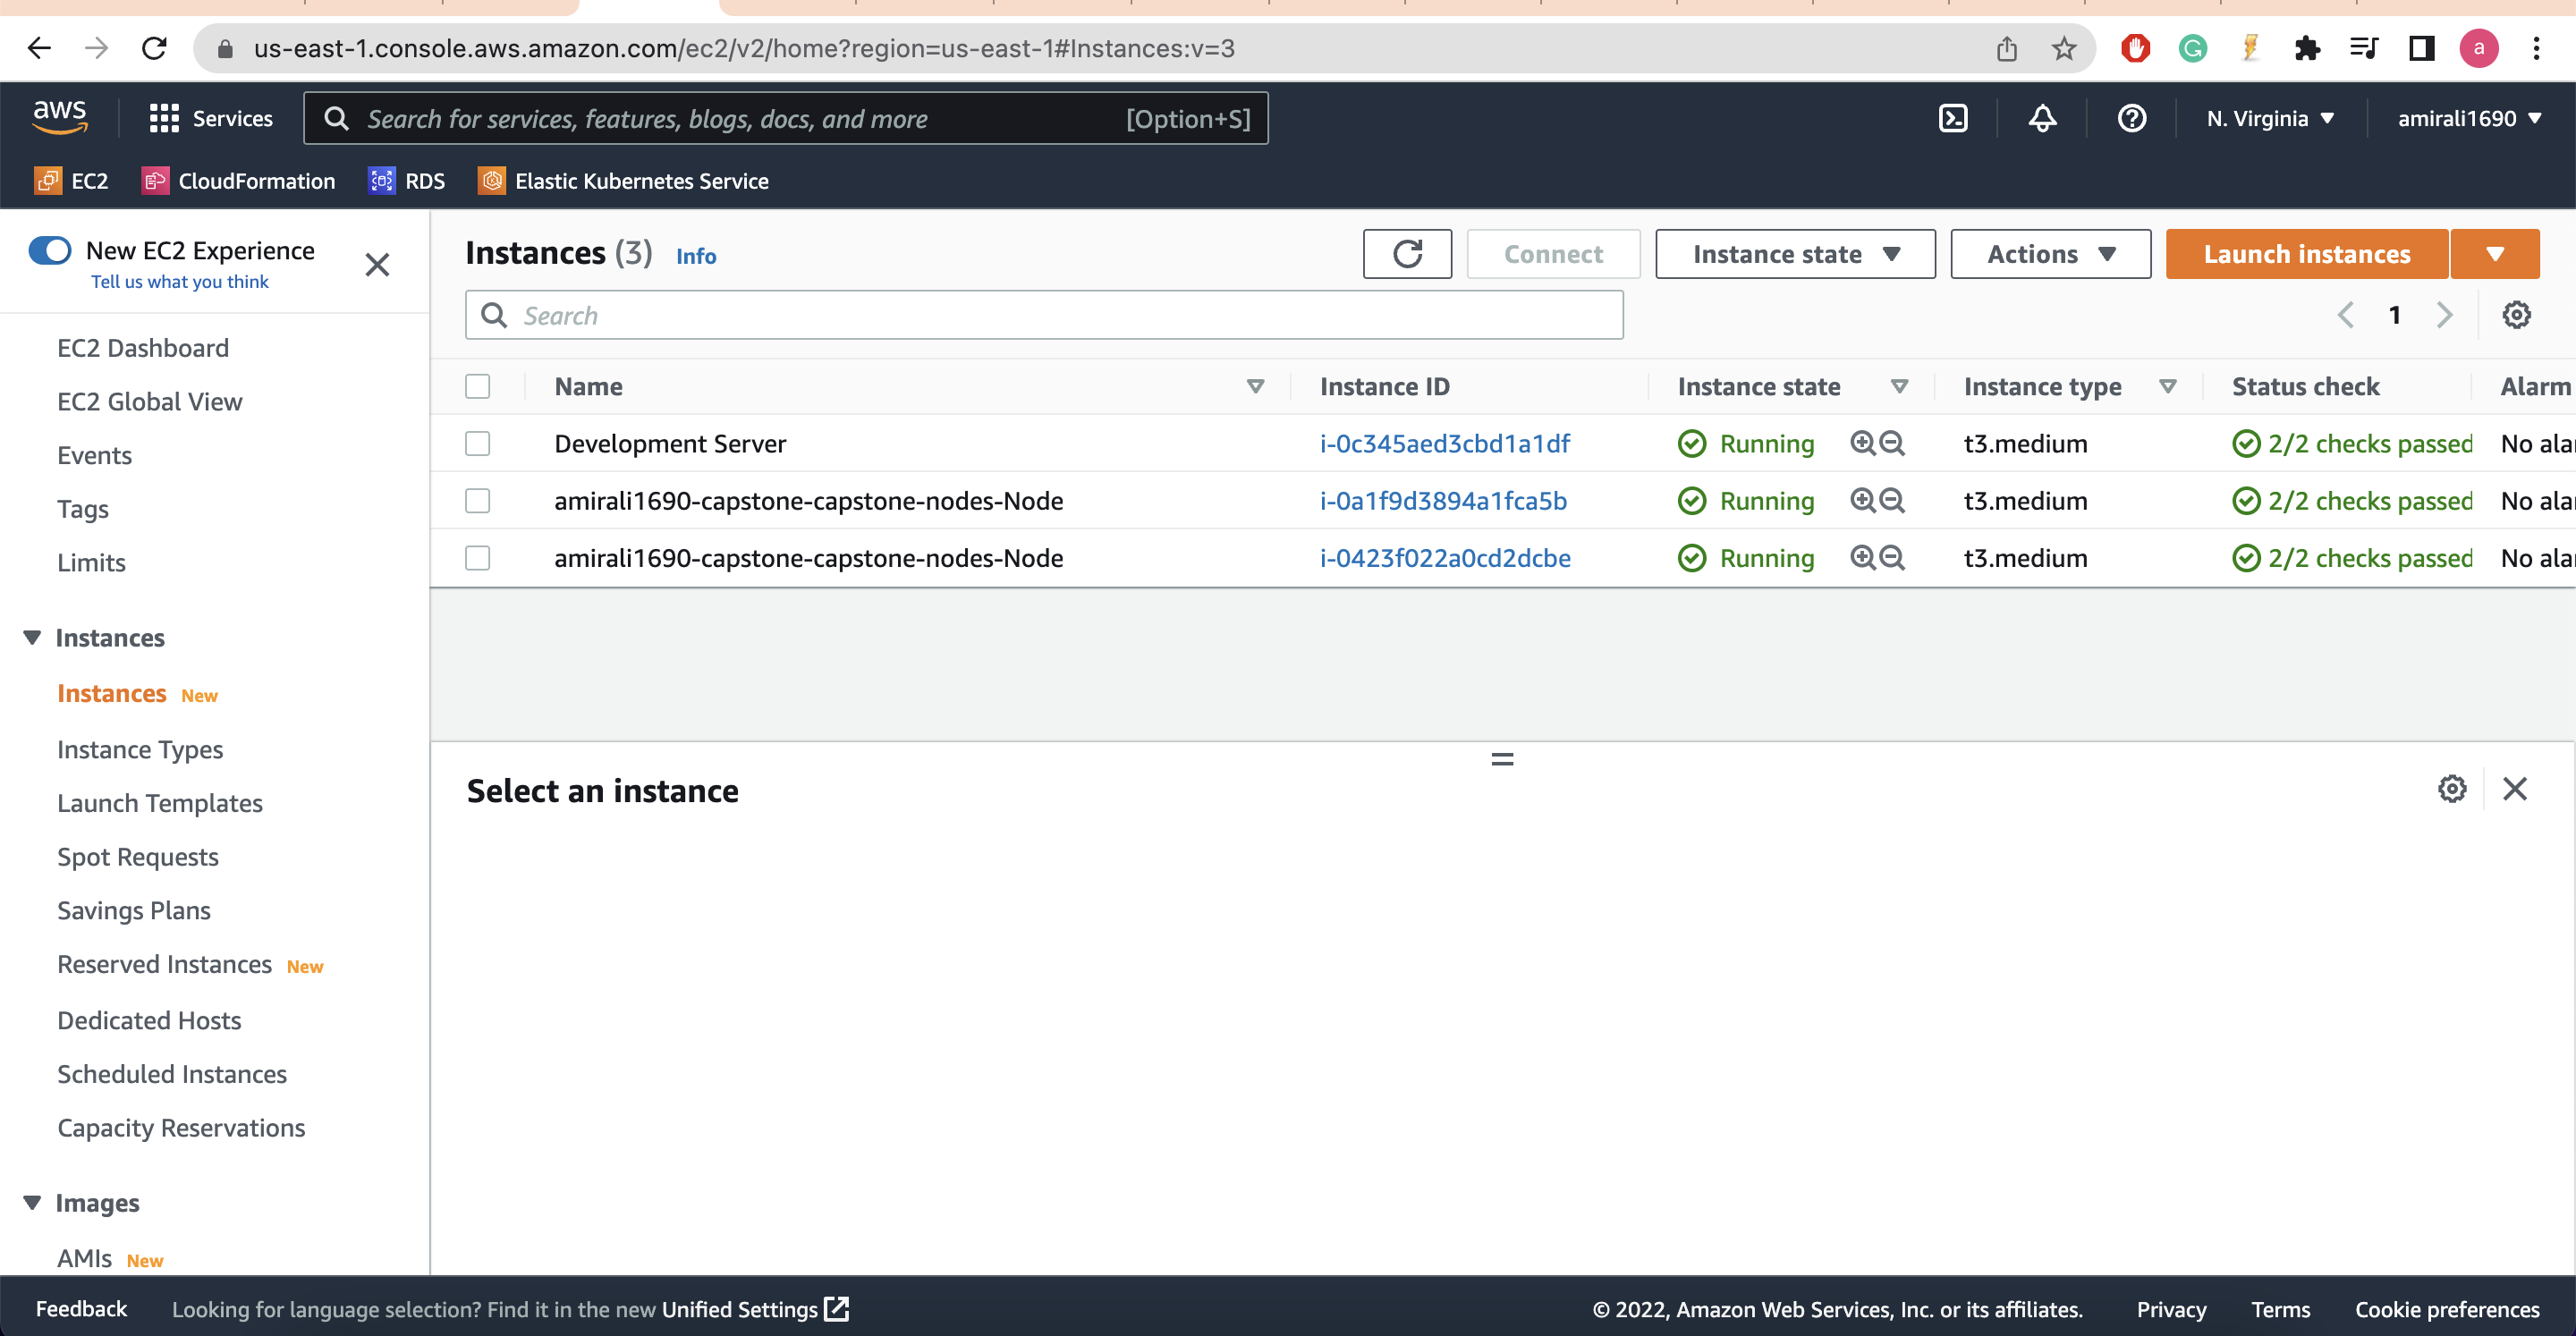 us-east-1.console.aws.amazon.com/ec2/v2/home?region=us-east-1#Instances:v=3
a
aws
Services
Search for services, features, blogs, docs, and more
[Option+S]
N. Virginia
amirali1690
EC2
CloudFormation
RDS
Elastic Kubernetes Service
New EC2 Experience
Tell us what you think
EC2 Dashboard
EC2 Global View
Events
Tags
Limits
Instances
Instances New
Instance Types
Launch Templates
Spot Requests
Savings Plans
Reserved Instances New
Dedicated Hosts
Scheduled Instances
Capacity Reservations
Images
AMIs New
Instances (3) Info
Connect
Instance state
Actions
Launch instances
Search
1
Name Instance ID Instance state Instance type Status check Alarm
Development Server i-0c345aed3cbd1a1df Running t3.medium 2/2 checks passed No ala
amirali1690-capstone-capstone-nodes-Node i-0a1f9d3894a1fca5b Running t3.medium 2/2 checks passed No ala
amirali1690-capstone-capstone-nodes-Node i-0423f022a0cd2dcbe Running t3.medium 2/2 checks passed No ala
Select an instance
Feedback
Looking for language selection? Find it in the new Unified Settings
© 2022, Amazon Web Services, Inc. or its affiliates.
Privacy
Terms
Cookie preferences